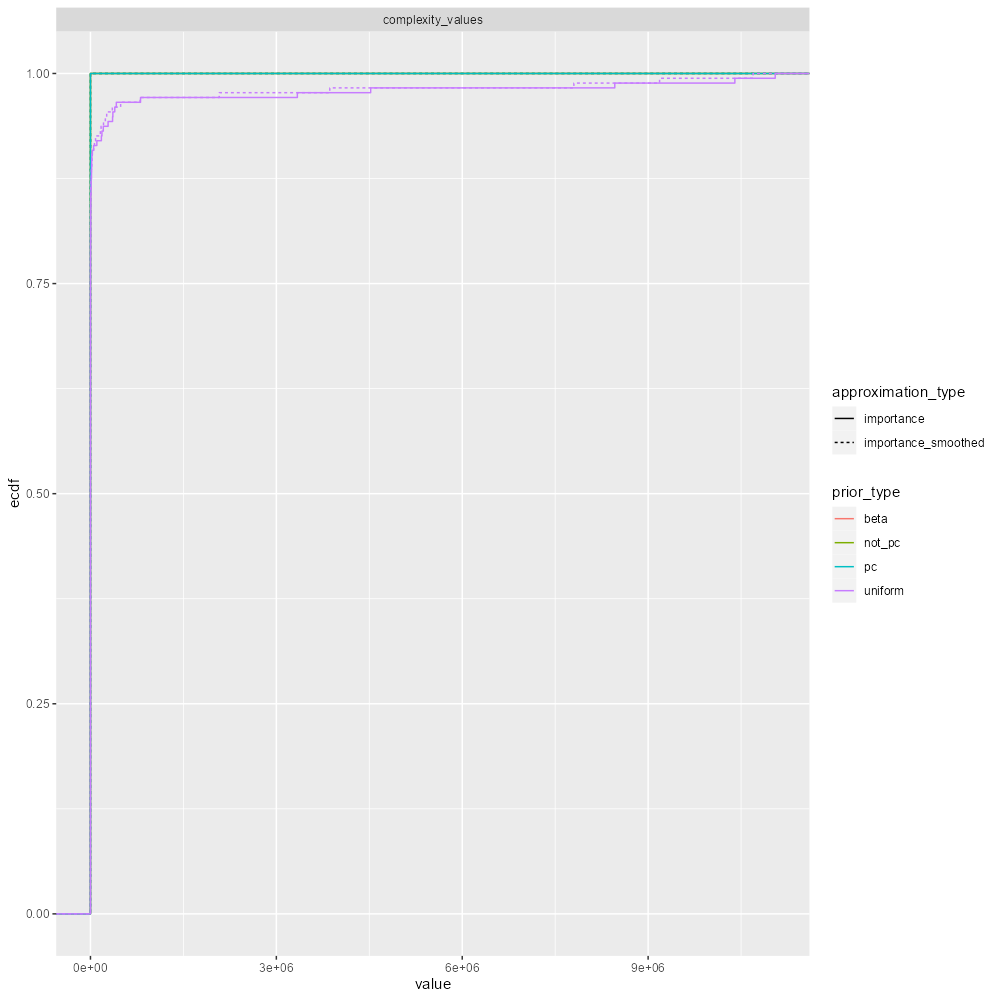 complexity_values
1.00
0.75
0.50
0.25
0.00
ecdf
0e+00 3e+06 6e+06 9e+06
value
approximation_type
importance
importance_smoothed
prior_type
beta
not_pc
pc
uniform